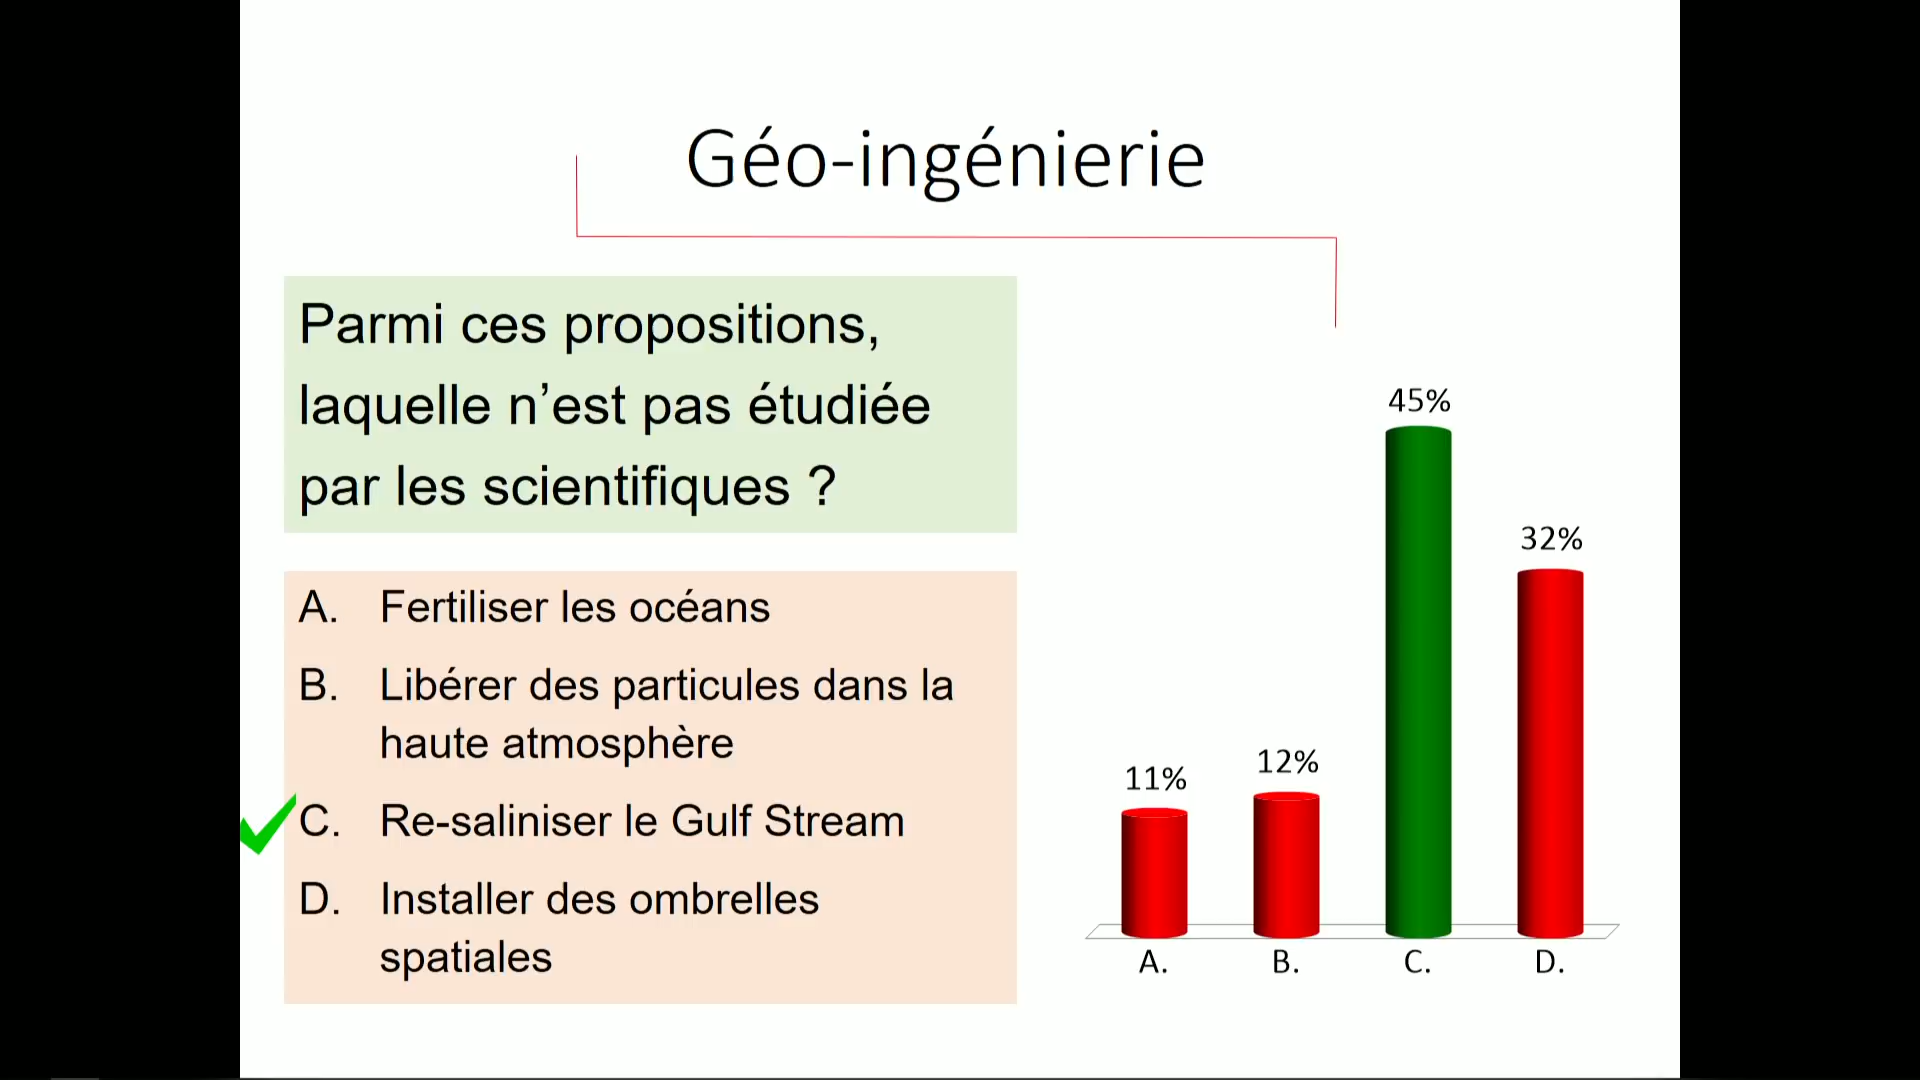 Géo-ingénierie
Parmi ces propositions,
laquelle n’est pas étudiée
par les scientifiques ?
A. Fertiliser les océans
B. Libérer des particules dans la
haute atmosphère
C. Re-saliniser le Gulf Stream
D. Installer des ombrelles
spatiales
45%
32%
12%
11%
A. B. C. D.